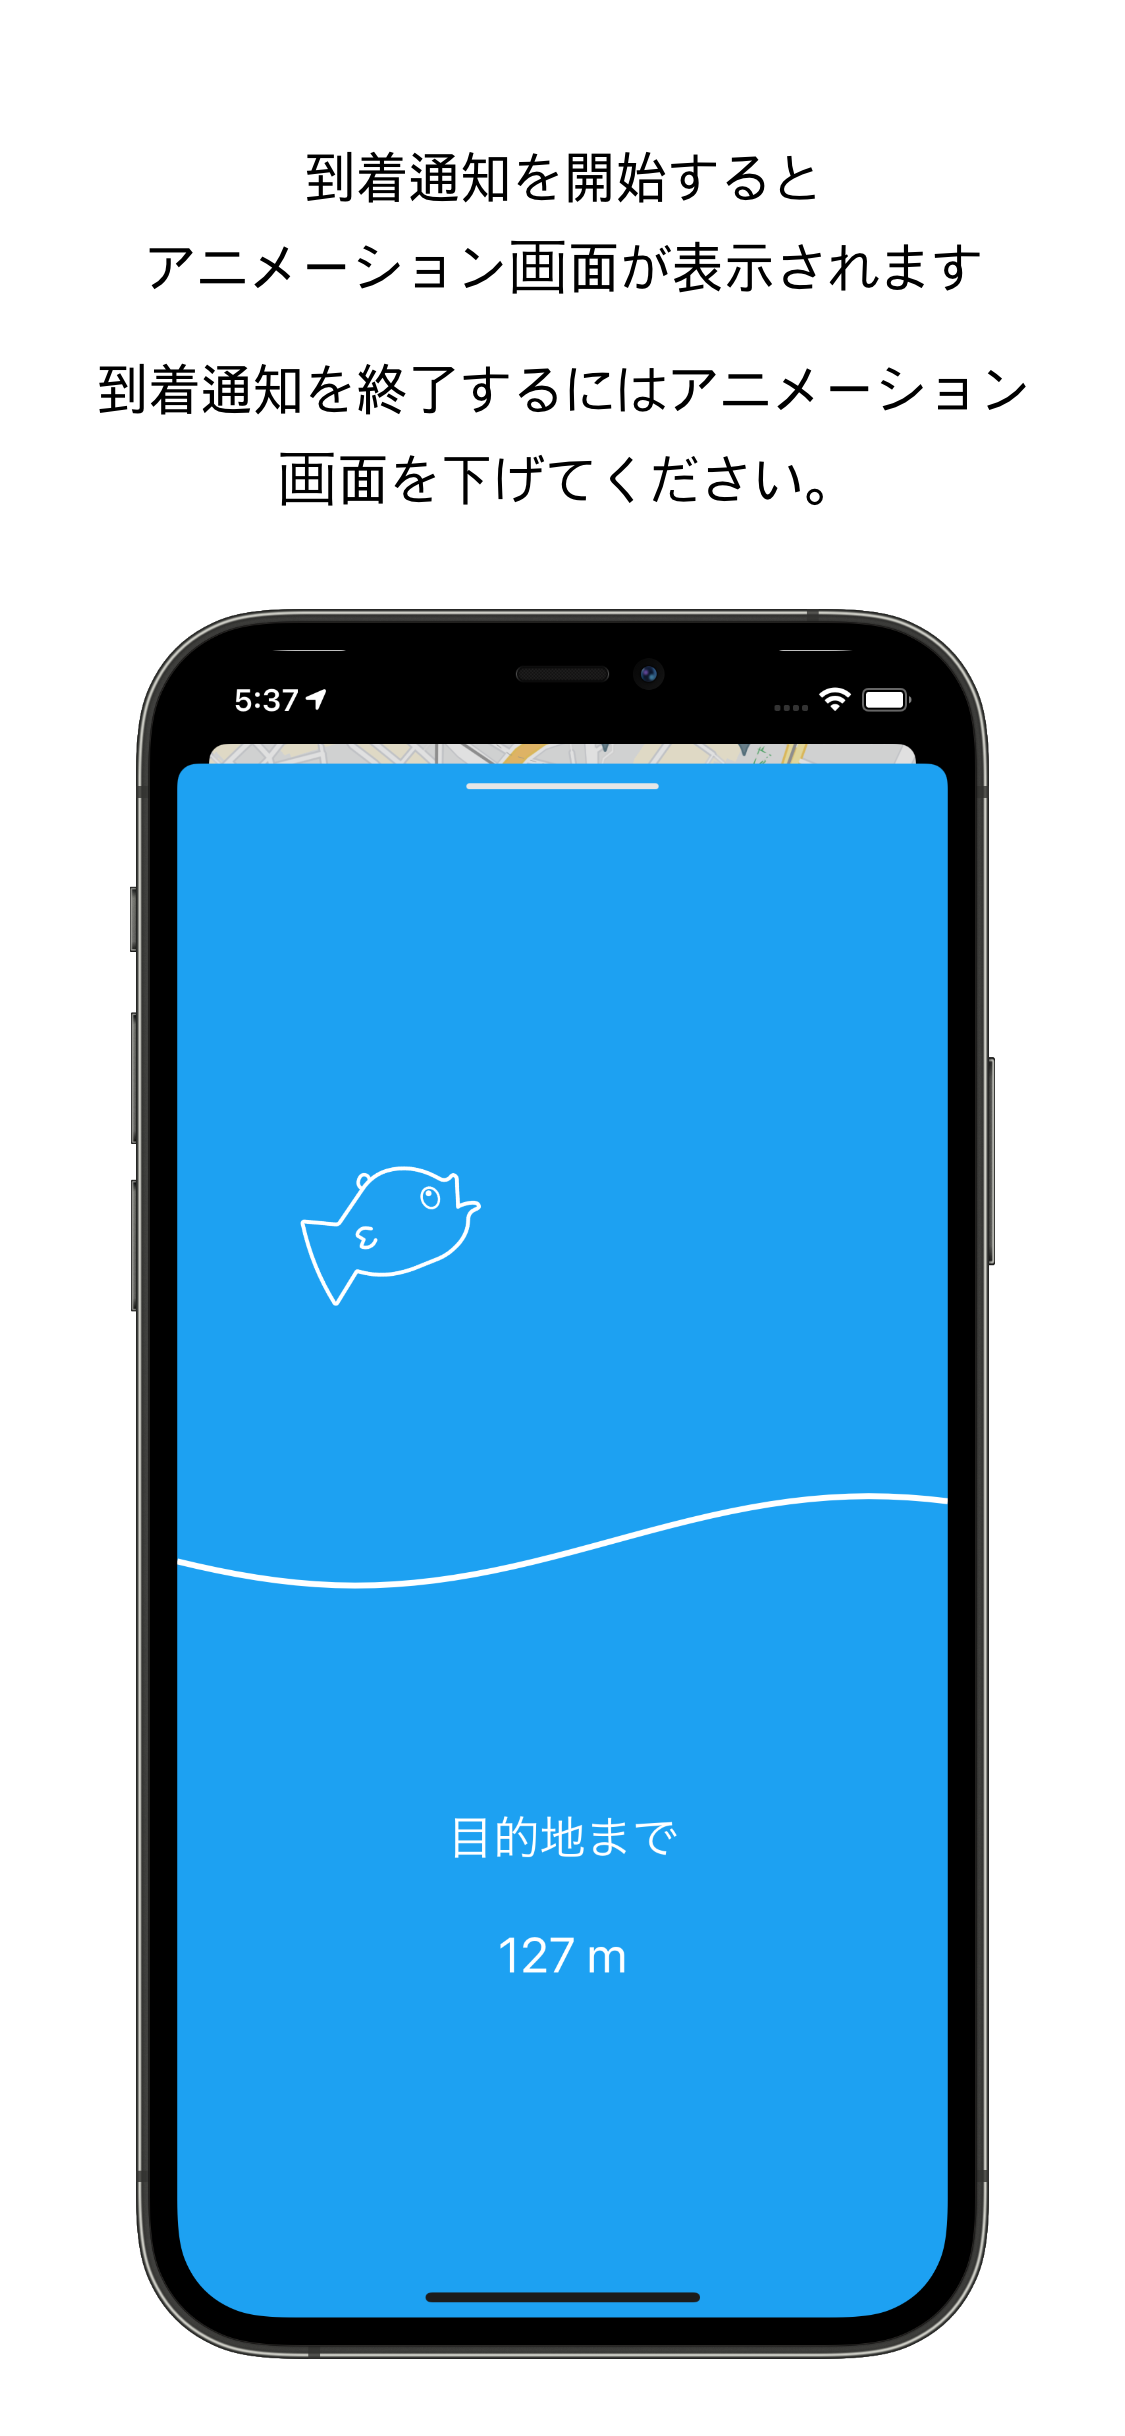 到着通知を開始すると
アニメーション画面が表示されます
到着通知を終了するにはアニメーション
画面を下げてください。
5:37
目的地まで
127 m